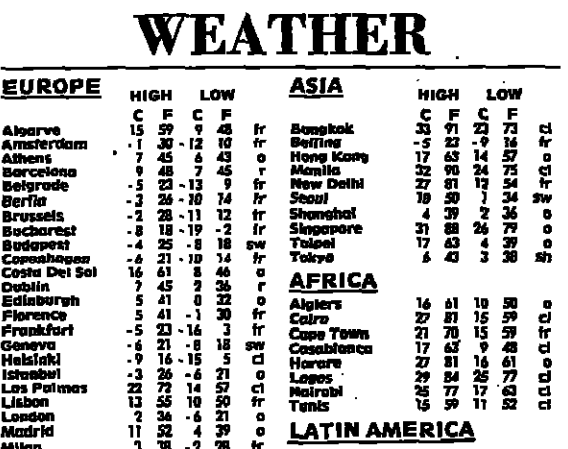 WEATHER
EUROPE
HIGH LOW
C F C F
Algarve 15 59 9 48 fr
Amsterdam -1 30 -12 10 fr
Athens 7 45 6 43 o
Barcelona 9 48 7 45 r
Belgrade -5 23 -13 9 fr
Berlin -3 26 -10 14 fr
Brussels -2 28 -11 12 fr
Bucharest -8 18 -19 -2 fr
Budapest -4 25 -8 18 sw
Copenhagen -6 21 -10 14 fr
Costa Del Sol 16 61 8 46 o
Dublin 7 45 2 36 r
Edinburgh 5 41 0 32 o
Florence 5 41 -1 30 fr
Frankfurt -5 23 -16 3 fr
Geneva -6 21 -8 18 sw
Helsinki -9 16 -15 5 cl
Istanbul -3 26 -6 21 o
Las Palmas 22 72 14 57 cl
Lisbon 13 55 10 50 fr
London 2 36 -6 21 o
Madrid 11 52 4 39 o
Milan 3 38 -2 28 fr
ASIA
HIGH LOW
C F C F
Bangkok 33 91 23 73 cl
Beijing -5 23 -9 16 fr
Hong Kong 17 63 14 57 o
Manila 32 90 24 75 cl
New Delhi 27 81 12 54 fr
Seoul 10 50 1 34 sw
Shanghai 4 39 2 36 o
Singapore 31 88 26 79 o
Taipei 17 63 4 39 o
Tokyo 6 43 3 38 sh
AFRICA
Algiers 16 61 10 50 o
Cairo 27 81 15 59 cl
Cape Town 21 70 15 59 fr
Casablanca 17 63 9 48 cl
Harare 27 81 16 61 o
Lagos 29 84 25 77 cl
Nairobi 25 77 17 63 cl
Tunis 15 59 11 52 cl
LATIN AMERICA